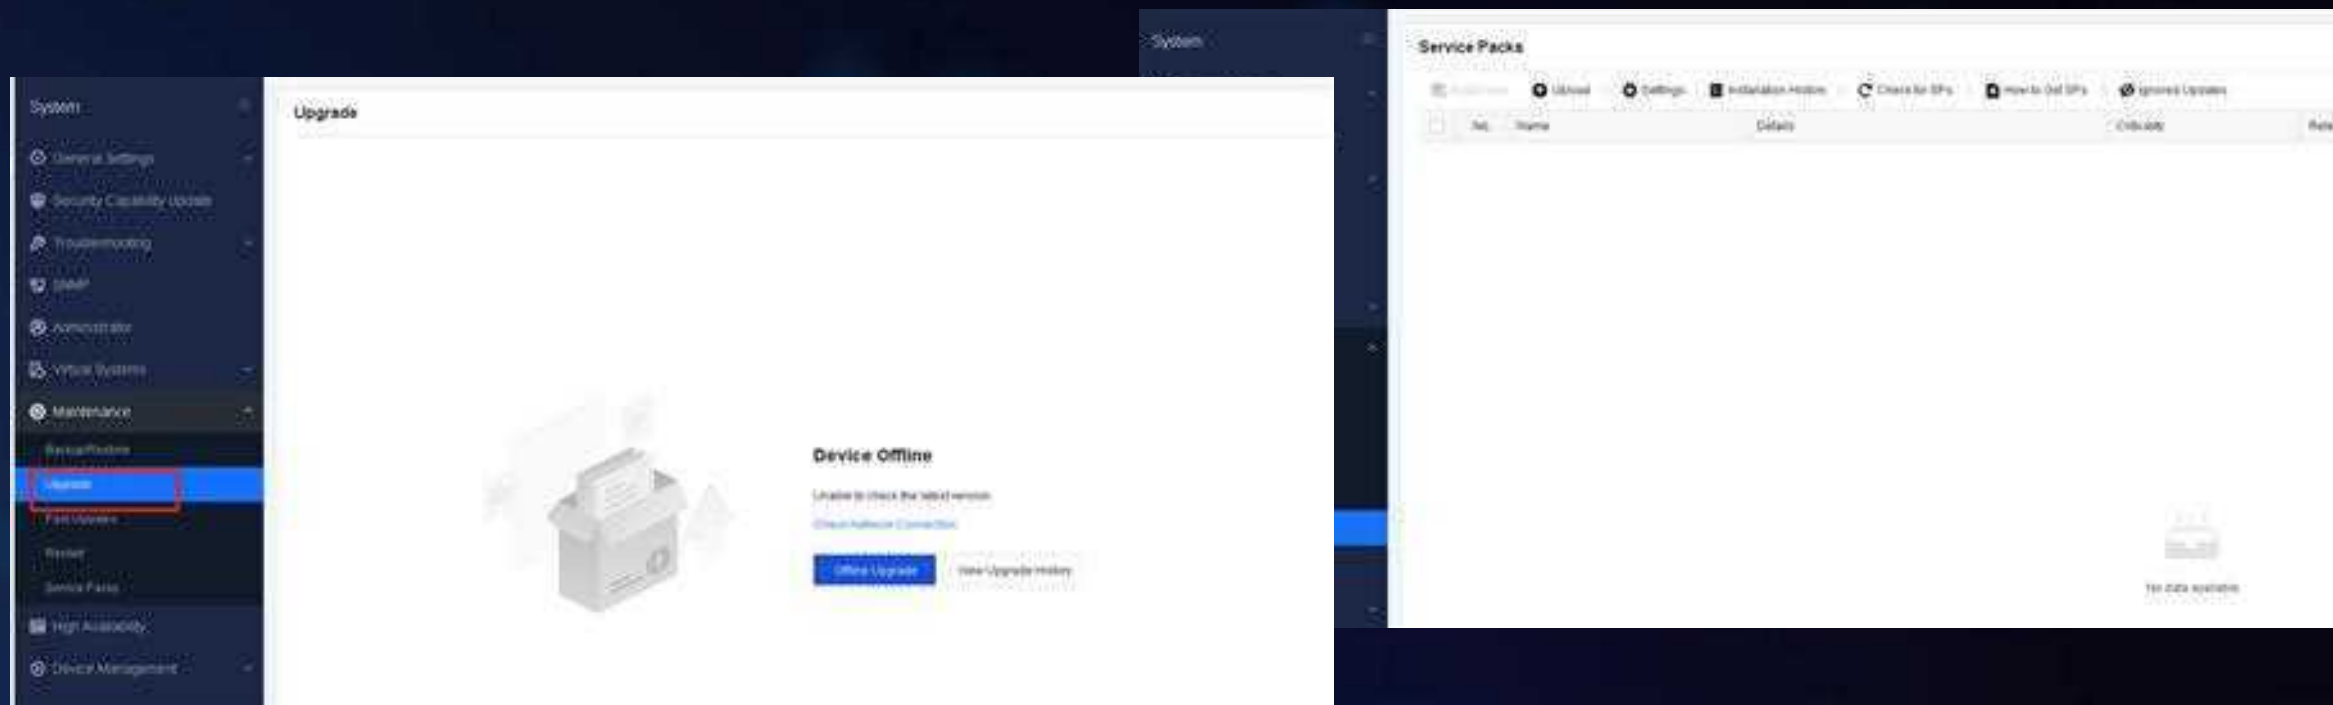 System
Upgrade
General Settings
Security Capability Update
Troubleshooting
SNMP
Administrator
Virtual Systems
Maintenance
Backup/Restore
Upgrade
Fast Updates
Restart
Service Packs
High Availability
Device Management
Device Offline
Unable to check the latest version.
Check Network Connection
Offline Upgrade View Upgrade History
System
Service Packs
Upload Settings Installation History Check for SPs How to Get SPs Ignored Updates
No. Name Details Criticality Rele
No data available